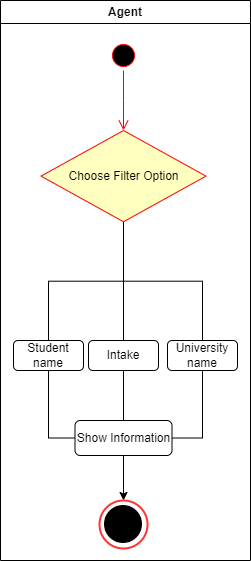 Agent
Choose Filter Option
Student
name
Intake
University
name
Show Information